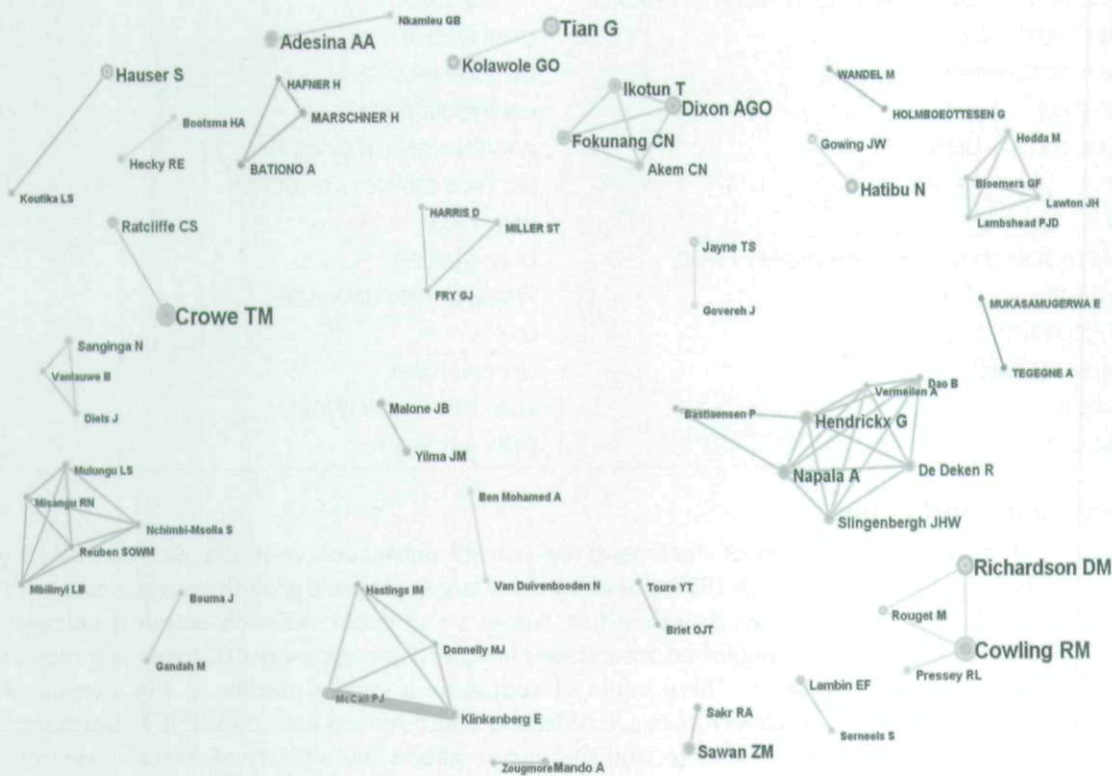 Nkamleu GB
Adesina AA
Tian G
Kolawole GO
Hauser S
HAFNER H
Ikotun T
WANDEL M
Dixon AGO
HOLMBOEOTTESEN G
MARSCHNER H
Bootsma HA
Fokunang CN
Gowing JW
Hodda M
Hecky RE
BATIONO A
Akem CN
Bloemers GF
Hatibu N
Koutika LS
Lawton JH
Lambshead PJD
HARRIS D
Ratcliffe CS
MILLER ST
Jayne TS
FRY GJ
MUKASAMUGERWA E
Govereh J
Crowe TM
Sanginga N
Vanlauwe B
TEGEGNE A
Dao B
Vermeilen A
Diels J
Malone JB
Bastiaensen P
Hendrickx G
Yilma JM
Mulungu LS
Napala A
De Deken R
Misangu RN
Ben Mohamed A
Nchimbi-Msolla S
Slingenbergh JHW
Reuben SOWM
Richardson DM
Mbilinyi LB
Hastings IM
Van Duivenbooden N
Toure I
Bouma J
Rouget M
Briet OJT
Donnelly MJ
Cowling RM
Gandah M
Pressey RL
Lambin EF
McCall PJ
Klinkenberg E
Sakr RA
Serneels S
Sawan ZM
Zougmore
Mando A